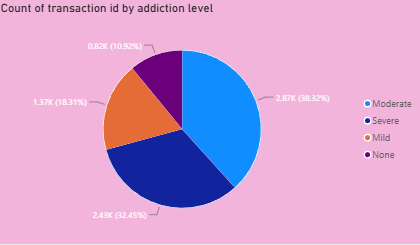 Count of transaction id by addiction level
0.82K (10.92%)
2.87K (38.32%)
1.37K (18.31%)
2.43K (32.45%)
Moderate
Severe
Mild
None